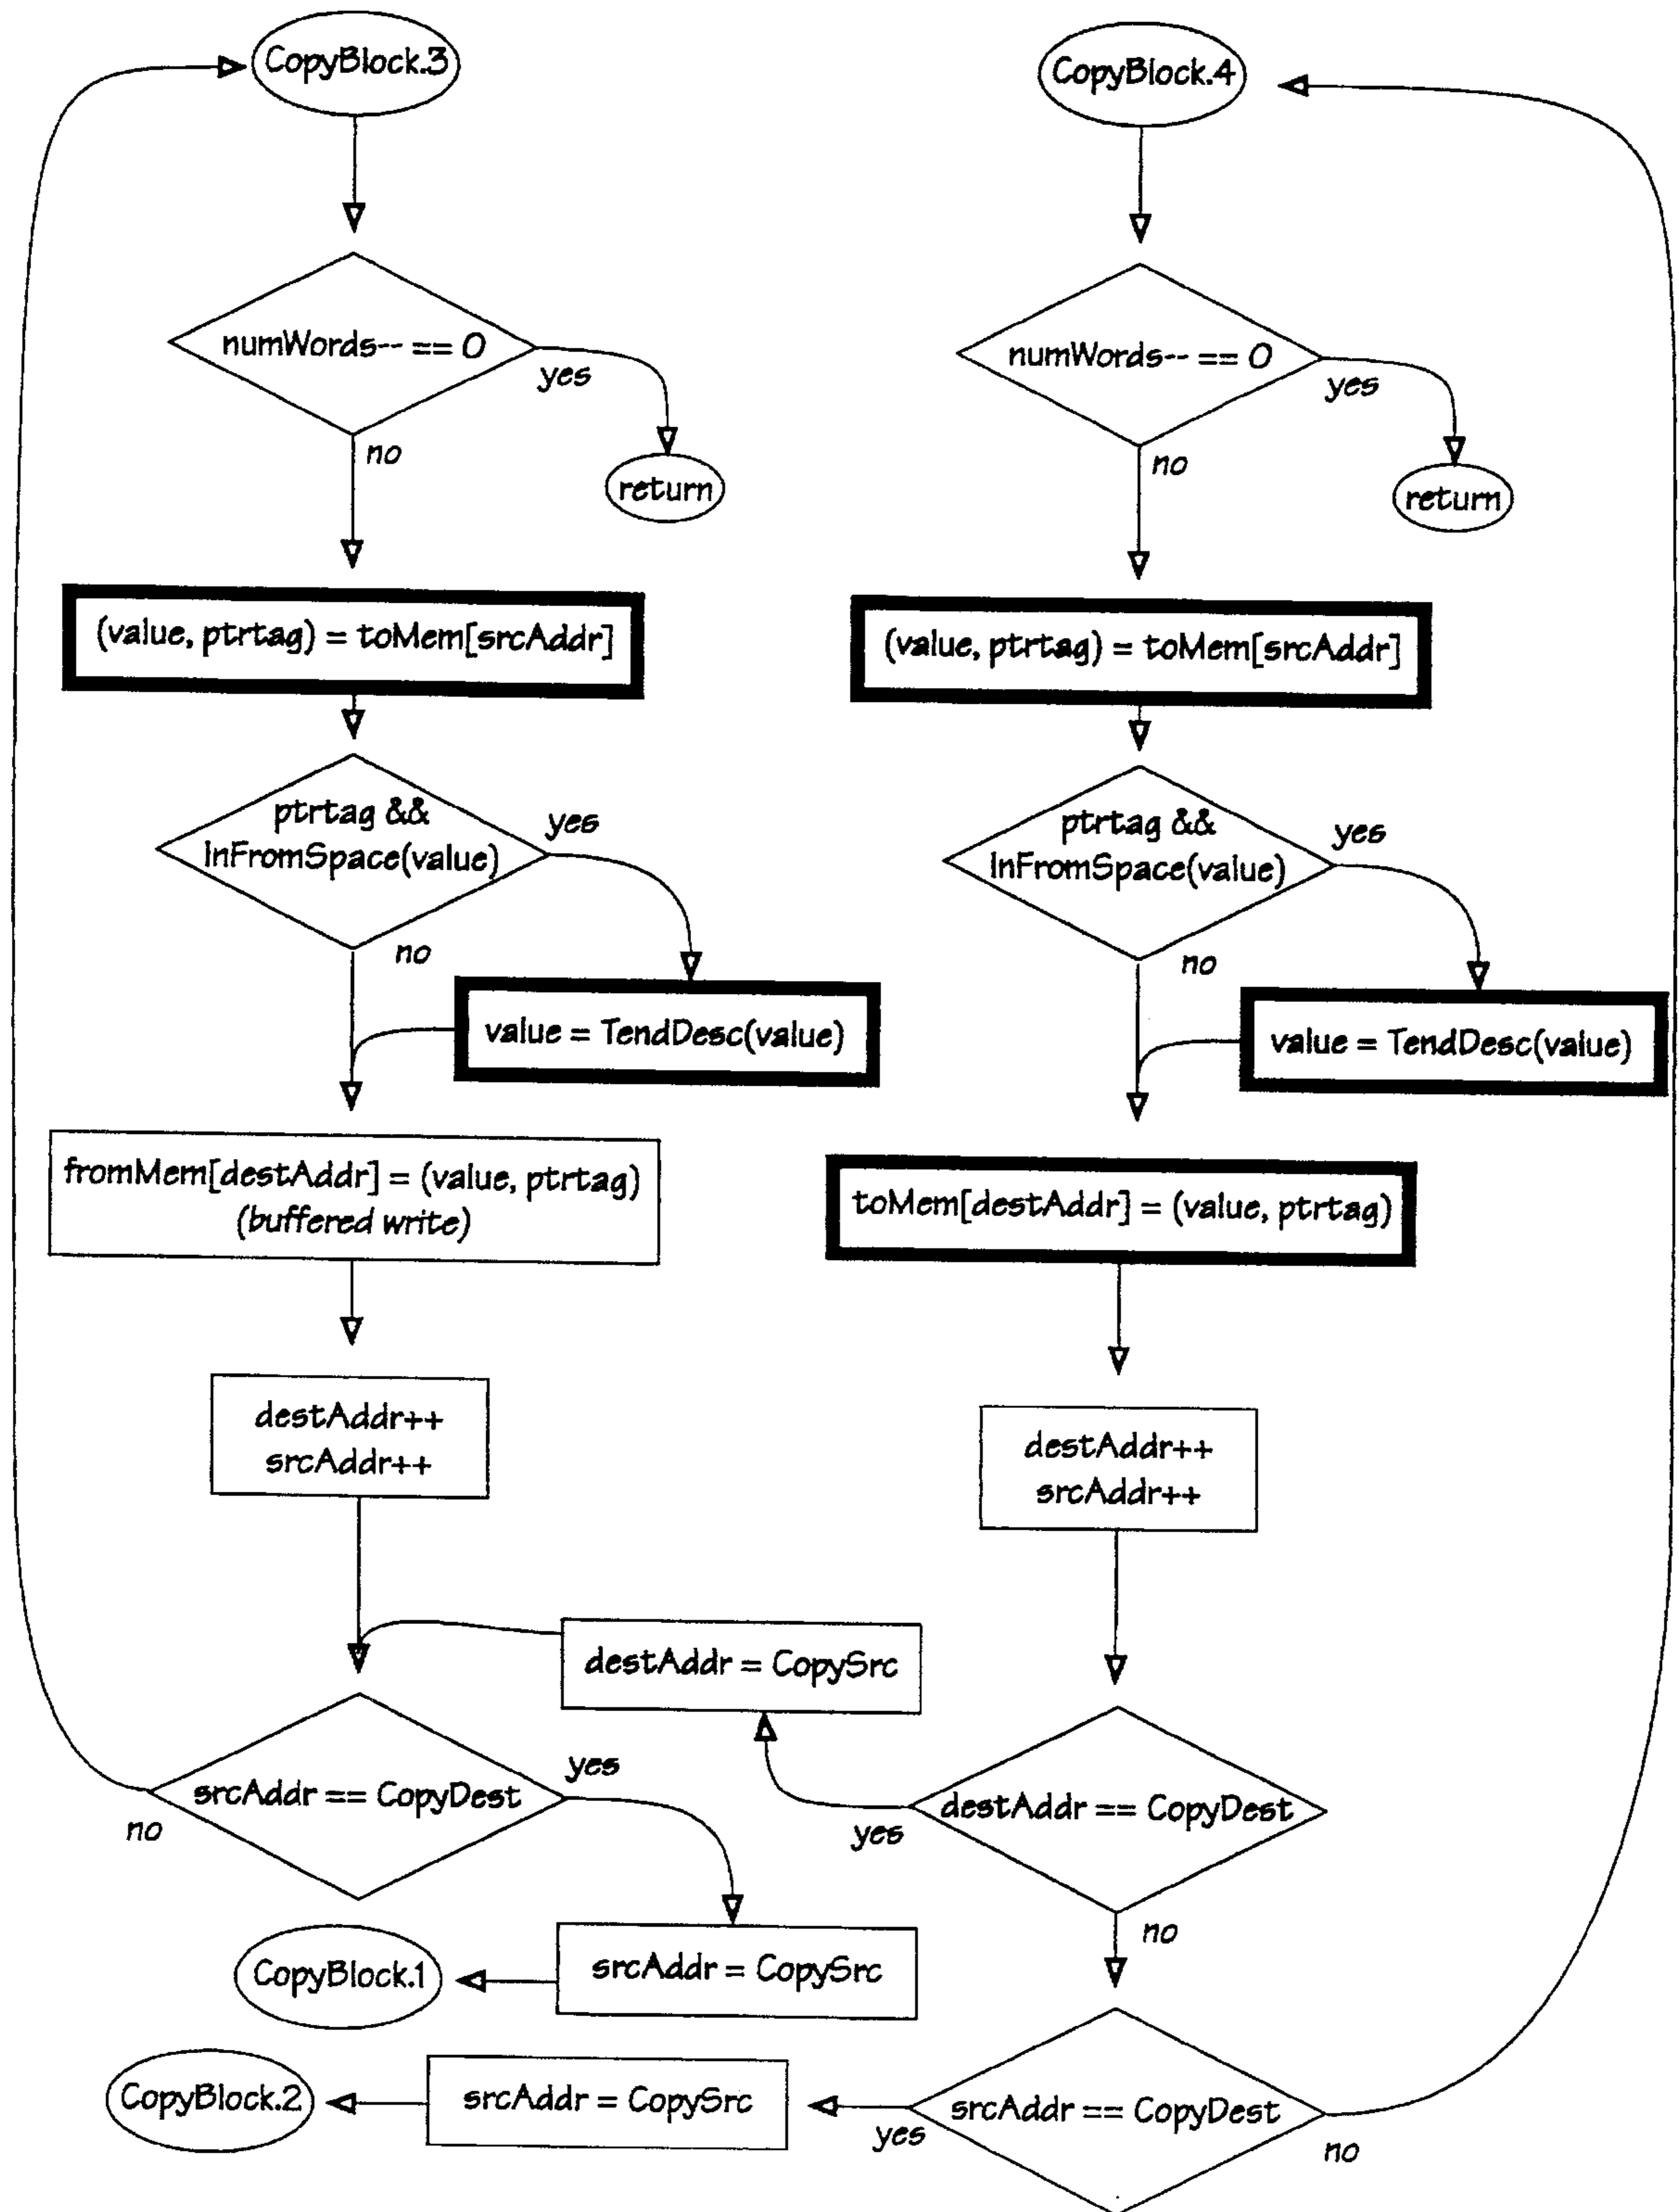 CopyBlock.3
numWords-- == 0
yes
no
return
(value, ptrtag) = toMem[srcAddr]
ptrtag &&
inFromSpace(value)
yes
no
value = TendDesc(value)
fromMem[destAddr] = (value, ptrtag)
(buffered write)
destAddr++
srcAddr++
srcAddr == CopyDest
yes
no
srcAddr = CopySrc
CopyBlock.1
CopyBlock.4
numWords-- == 0
yes
no
return
(value, ptrtag) = toMem[srcAddr]
ptrtag &&
inFromSpace(value)
yes
no
value = TendDesc(value)
toMem[destAddr] = (value, ptrtag)
destAddr++
srcAddr++
destAddr = CopySrc
destAddr == CopyDest
yes
no
srcAddr == CopyDest
yes
no
srcAddr = CopySrc
CopyBlock.2